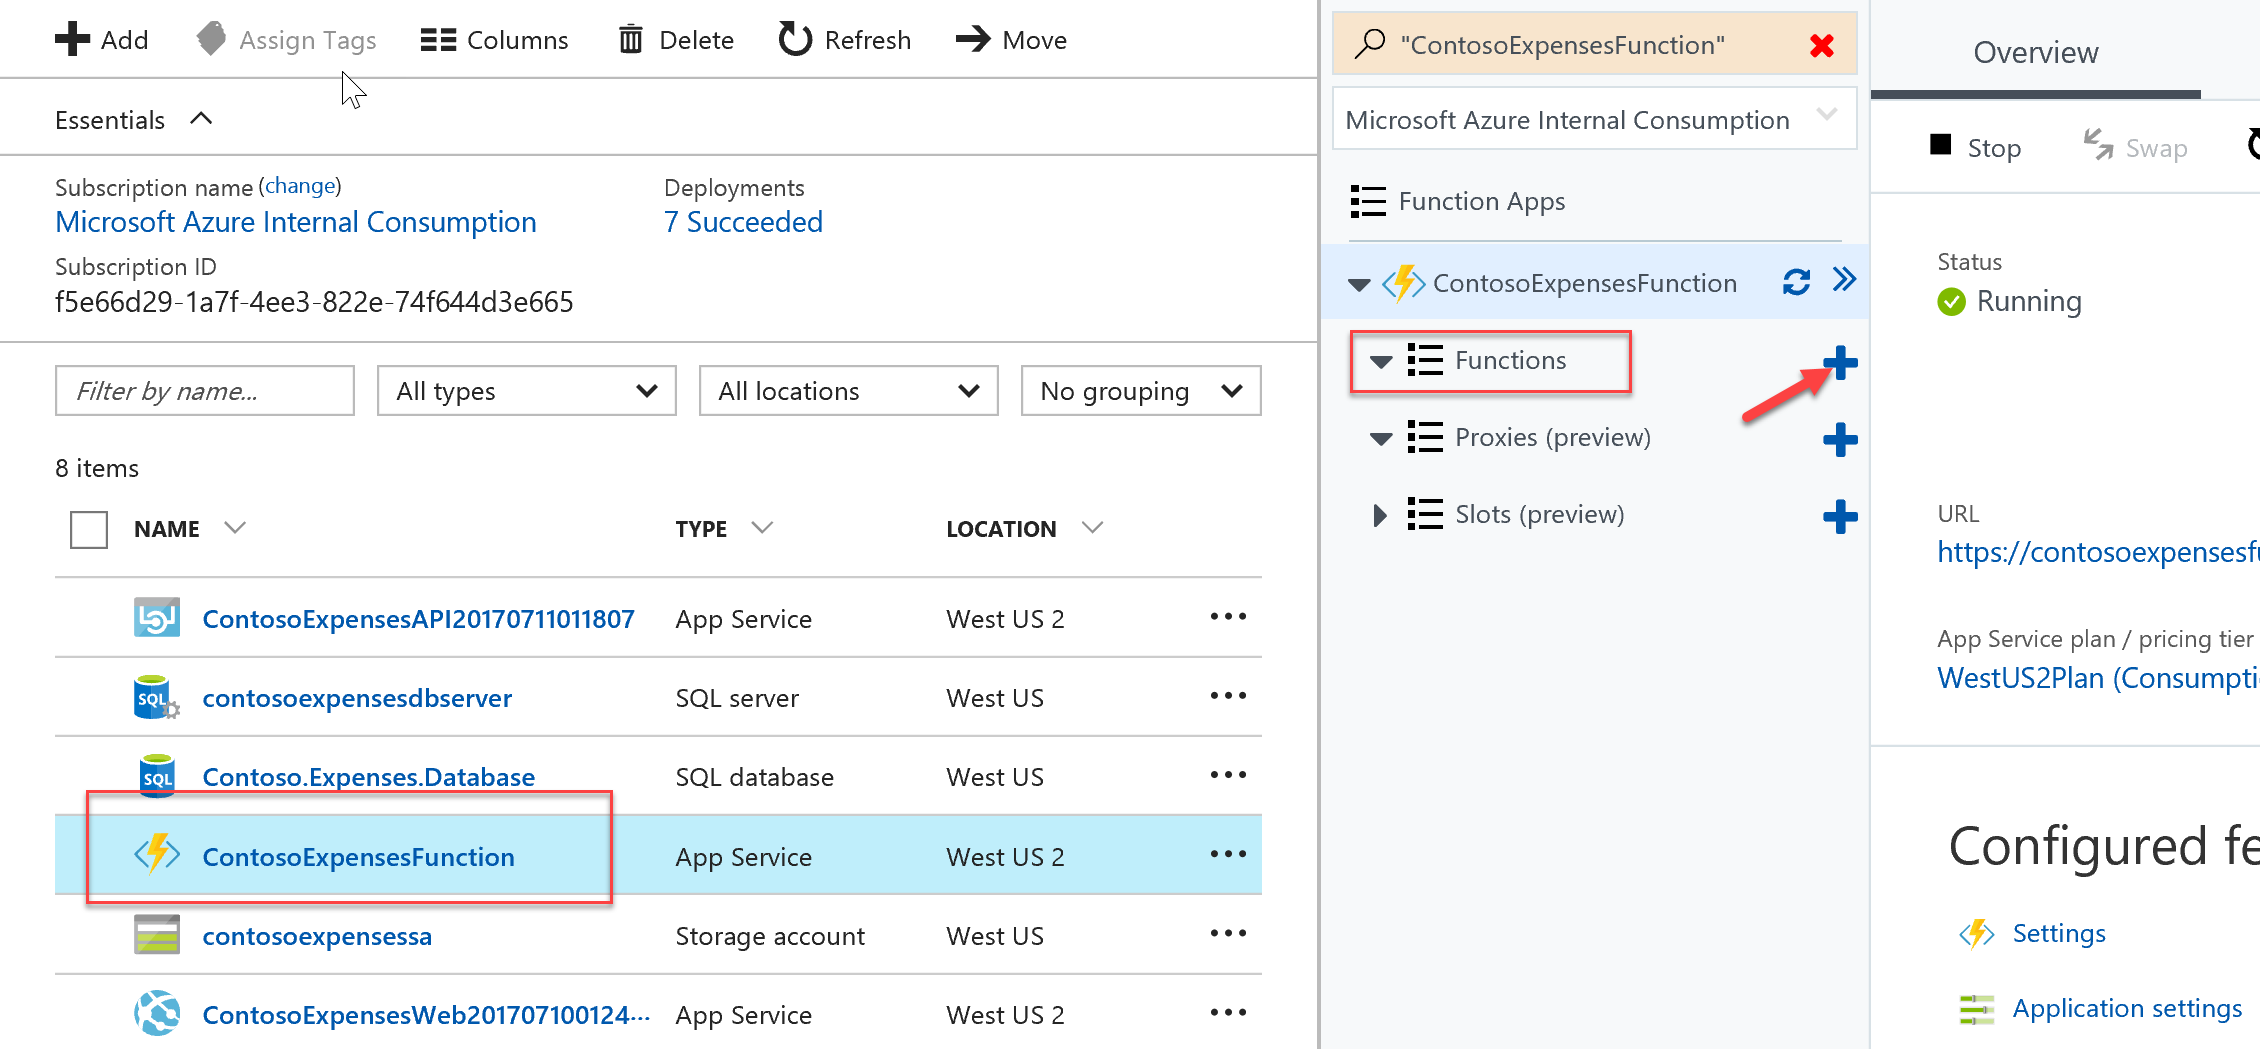 Add
Assign Tags
Columns
Delete
Refresh
Move
Essentials
Subscription name (change)
Microsoft Azure Internal Consumption
Deployments
7 Succeeded
Subscription ID
f5e66d29-1a7f-4ee3-822e-74f644d3e665
Filter by name...
All types
All locations
No grouping
8 items
NAME TYPE LOCATION
ContosoExpensesAPI20170711011807 App Service West US 2
contosoexpensesdbserver SQL server West US
Contoso.Expenses.Database SQL database West US
ContosoExpensesFunction App Service West US 2
contosoexpensessa Storage account West US
ContosoExpensesWeb201707100124... App Service West US 2
"ContosoExpensesFunction"
Microsoft Azure Internal Consumption
Function Apps
ContosoExpensesFunction
Functions
Proxies (preview)
Slots (preview)
Overview
Stop
Swap
Status
Running
URL
https://contosoexpensesfu
App Service plan / pricing tier
WestUS2Plan (Consumpti
Configured fe
Settings
Application settings
SQL
SQL